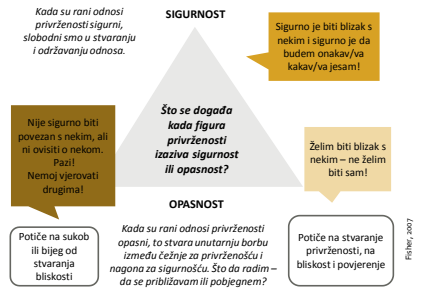 Kada su rani odnosi
privrženosti sigurni,
slobodni smo u stvaranju
i održavanju odnosa.
SIGURNOST
Sigurno je biti blizak s
nekim i sigurno je da
budem onakav/va
kakav/va jesam!
Što se događa
kada figura
privrženosti
izaziva sigurnost
ili opasnost?
Nije sigurno biti
povezan s nekim, ali
ni ovisiti o nekom.
Pazi!
Nemoj vjerovati
drugima!
Želim biti blizak s
nekim – ne želim
biti sam!
OPASNOST
Potiče na sukob
ili bijeg od
stvaranja
bliskosti
Kada su rani odnosi privrženosti
opasni, to stvara unutarnju borbu
između čežnje za privrženošću i
nagona za sigurnošću. Što da radim –
da se približavam ili pobjegnem?
Potiče na stvaranje
privrženosti, na
bliskost i povjerenje
Fisher, 2007